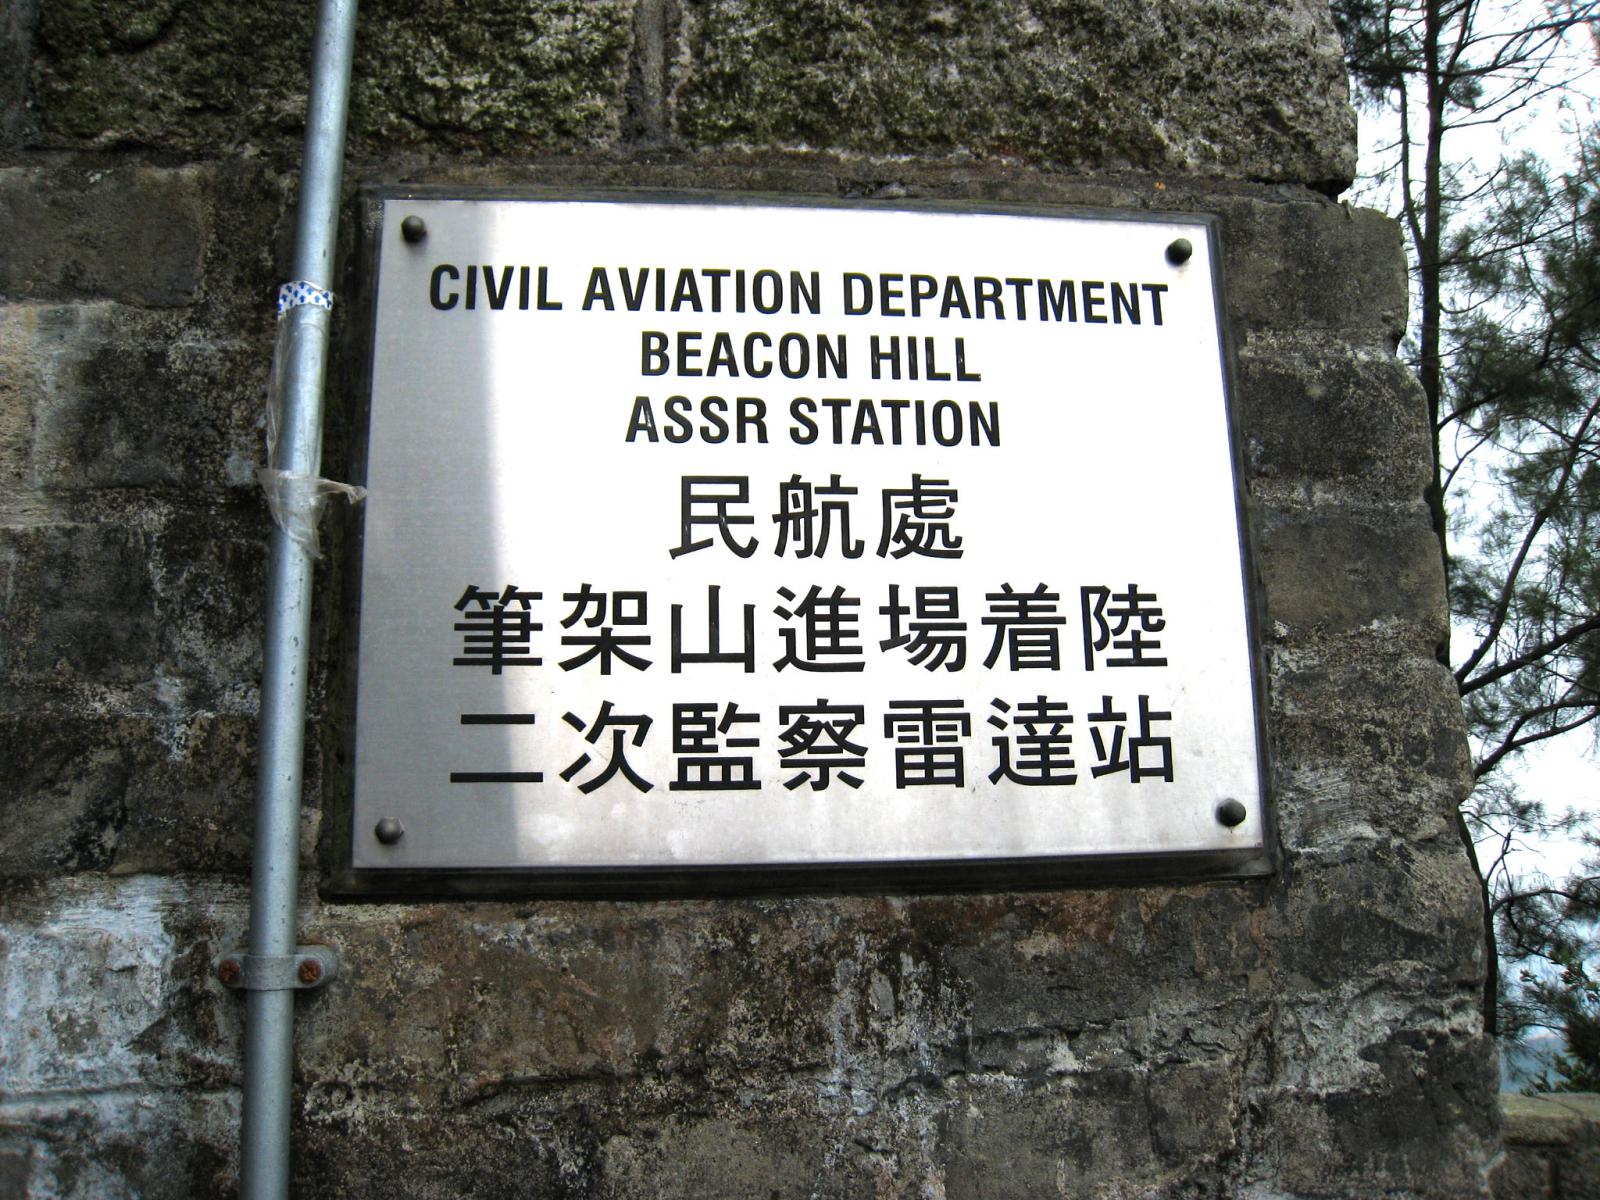 CIVIL AVIATION DEPARTMENT
BEACON HILL
ASSR STATION
民航處
筆架山進場着陸
二次監察雷達站